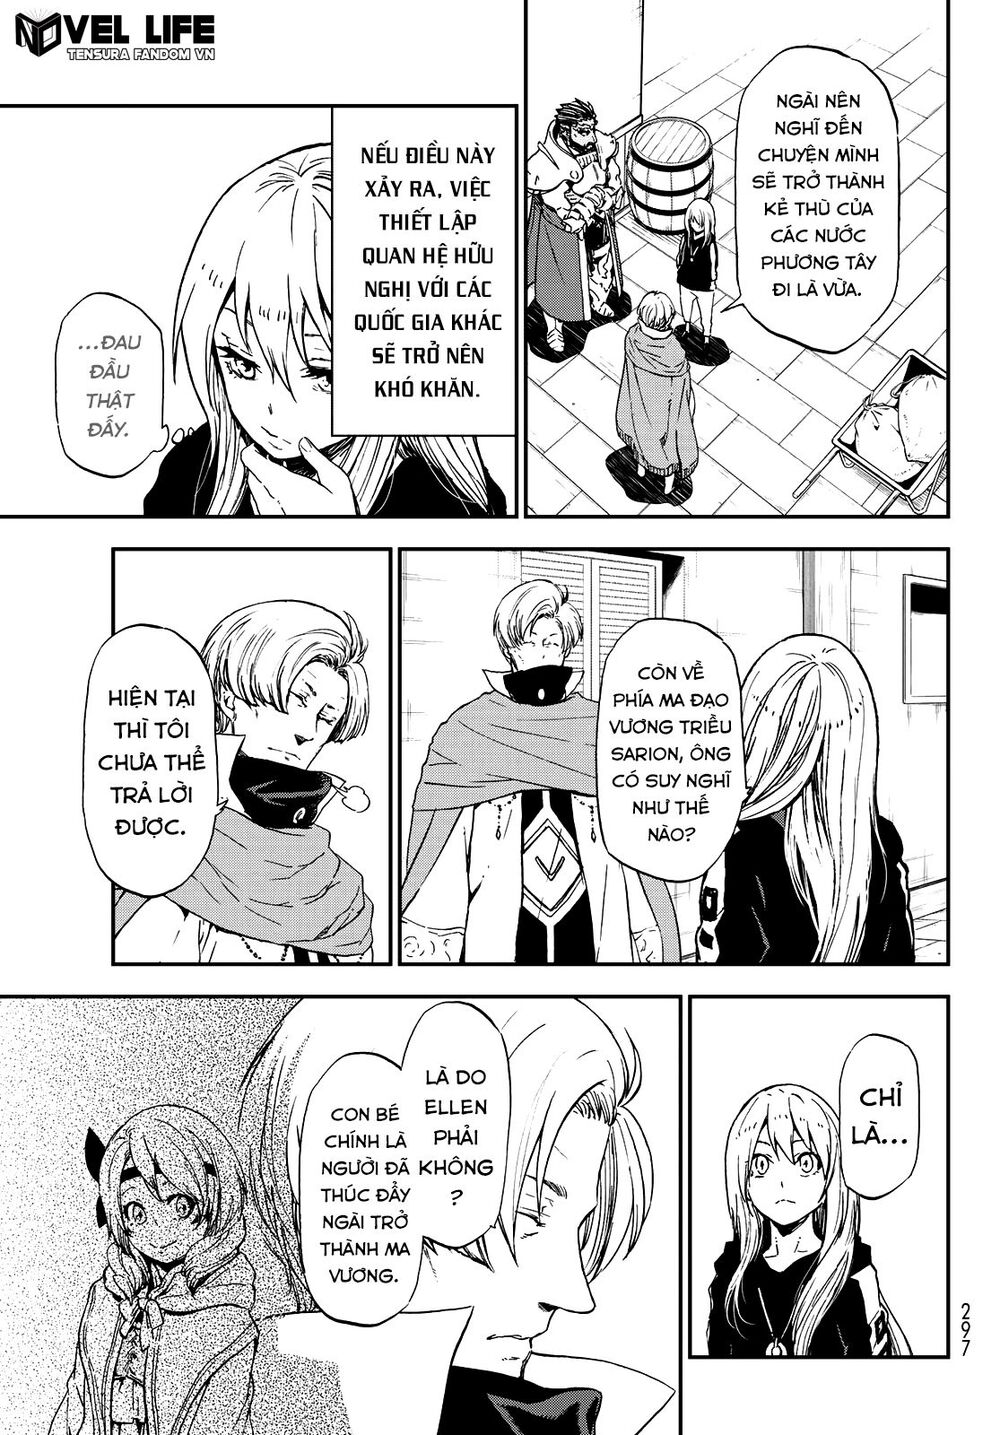 NOVEL LIFE
TENSURA FANDOM VN
NGÀI NÊN
NGHĨ ĐẾN
CHUYỆN MÌNH
SẼ TRỞ THÀNH
KẺ THÙ CỦA
CÁC NƯỚC
PHƯƠNG TÂY
ĐI LÀ VỪA.
NẾU ĐIỀU NÀY
XẢY RA, VIỆC
THIẾT LẬP
QUAN HỆ HỮU
NGHỊ VỚI CÁC
QUỐC GIA KHÁC
SẼ TRỞ NÊN
KHÓ KHĂN.
...ĐAU
ĐẦU
THẬT
ĐẤY.
CÒN VỀ
PHÍA MA ĐẠO
VƯƠNG TRIỀU
SARION, ÔNG
CÓ SUY NGHĨ
NHƯ THẾ
NÀO?
HIỆN TẠI
THÌ TÔI
CHƯA THỂ
TRẢ LỜI
ĐƯỢC.
CHỈ
LÀ...
LÀ DO
ELLEN
PHẢI
KHÔNG
?
CON BÉ
CHÍNH LÀ
NGƯỜI ĐÃ
THÚC ĐẨY
NGÀI TRỞ
THÀNH MA
VƯƠNG.
297